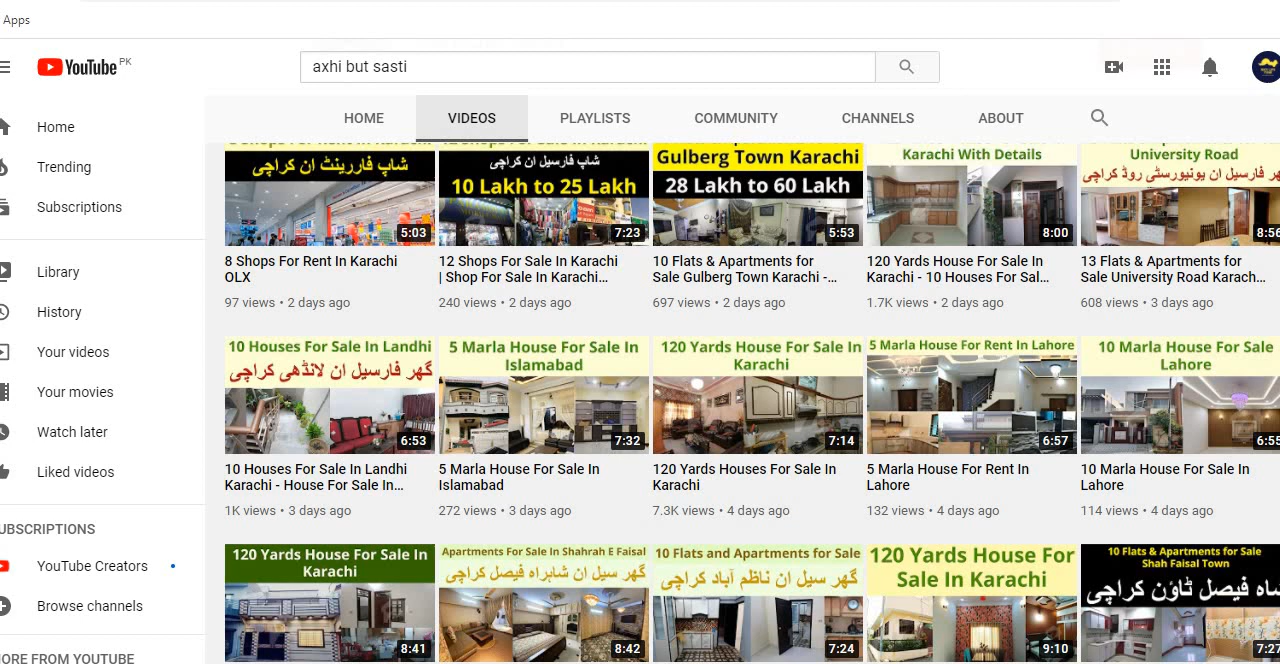 Apps
YouTube PK
axhi but sasti
Home
Trending
Subscriptions
Library
History
Your videos
Your movies
Watch later
Liked videos
UBSCRIPTIONS
YouTube Creators
Browse channels
ORE FROM YOUTUBE
HOME
VIDEOS
PLAYLISTS
COMMUNITY
CHANNELS
ABOUT
شاپ فاررینٹ ان کراچی
5:03
8 Shops For Rent In Karachi
OLX
97 views • 2 days ago
شاپ فارسیل ان کراچی
10 Lakh to 25 Lakh
7:23
12 Shops For Sale In Karachi
| Shop For Sale In Karachi...
240 views • 2 days ago
Gulberg Town Karachi
28 Lakh to 60 Lakh
5:53
10 Flats & Apartments for
Sale Gulberg Town Karachi -...
697 views • 2 days ago
Karachi With Details
8:00
120 Yards House For Sale In
Karachi - 10 Houses For Sal...
1.7K views • 2 days ago
University Road
گھر فارسیل ان یونیورسٹی روڈ کراچی
8:56
13 Flats & Apartments for
Sale University Road Karach...
608 views • 3 days ago
10 Houses For Sale In Landhi
گھر فارسیل ان لانڈھی کراچی
6:53
10 Houses For Sale In Landhi
Karachi - House For Sale In...
1K views • 3 days ago
5 Marla House For Sale In
Islamabad
7:32
5 Marla House For Sale In
Islamabad
272 views • 3 days ago
120 Yards House For Sale In
Karachi
7:14
120 Yards Houses For Sale In
Karachi
7.3K views • 4 days ago
5 Marla House For Rent In Lahore
6:57
5 Marla House For Rent In
Lahore
132 views • 4 days ago
10 Marla House For Sale
Lahore
6:55
10 Marla House For Sale In
Lahore
114 views • 4 days ago
120 Yards House For Sale In
Karachi
8:41
Apartments For Sale In Shahrah E Faisal
گھر سیل ان شاہراہ فیصل کراچی
8:42
10 Flats and Apartments for Sale
گھر سیل ان ناظم آباد کراچی
7:24
120 Yards House For
Sale In Karachi
9:10
10 Flats & Apartments for Sale
Shah Faisal Town
شاہ فیصل ٹاؤن کراچی
7:27